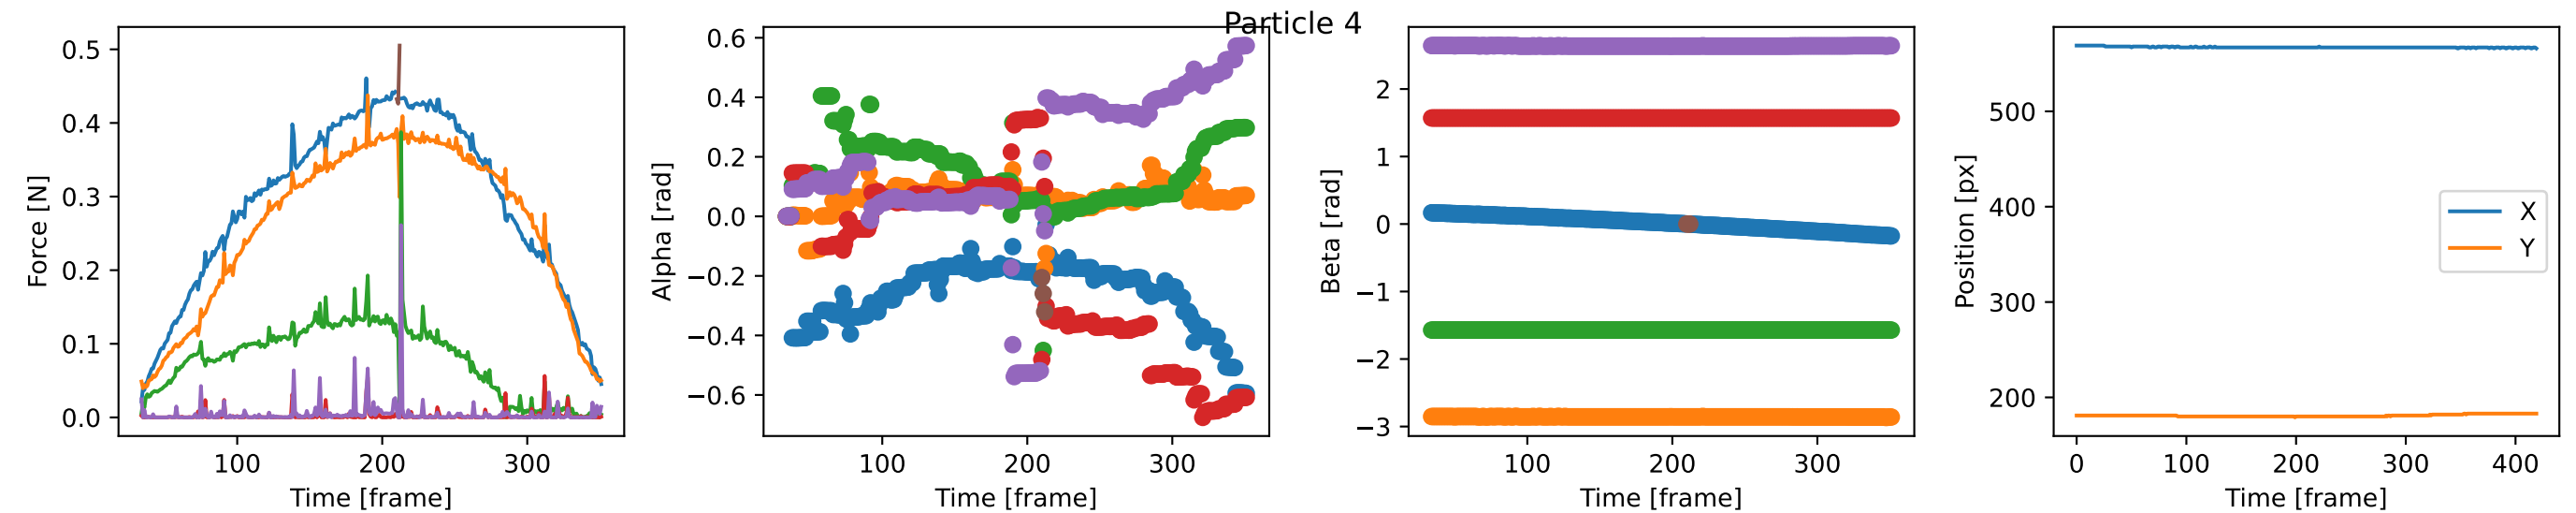 Particle 4
Force [N]
0.5
0.4
0.3
0.2
0.1
0.0
100 200 300
Time [frame]
Alpha [rad]
0.6
0.4
0.2
0.0
−0.2
−0.4
−0.6
100 200 300
Time [frame]
Beta [rad]
2
1
0
−1
−2
−3
100 200 300
Time [frame]
Position [px]
500
400
300
200
0 100 200 300 400
Time [frame]
X
Y